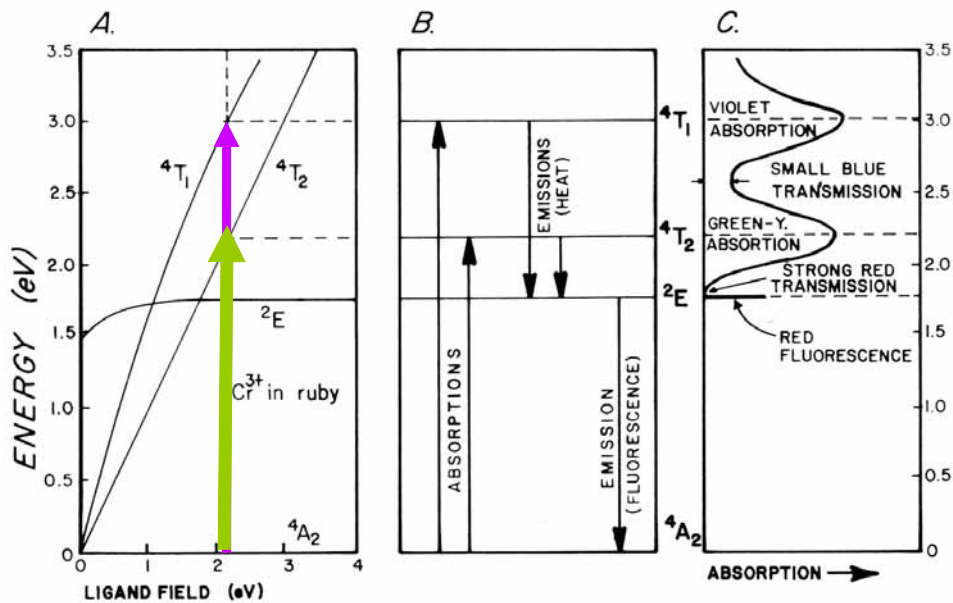 A.
ENERGY (eV)
3.5
3.0
2.5
2.0
1.5
1.0
0.5
0
⁴T₁
⁴T₂
²E
Cr³⁺ in ruby
⁴A₂
0 1 2 3 4
LIGAND FIELD (eV)
B.
ABSORPTIONS
EMISSIONS
(HEAT)
EMISSION
(FLUORESCENCE)
⁴T₁
⁴T₂
²E
⁴A₂
C.
VIOLET
ABSORPTION
SMALL BLUE
TRANSMISSION
GREEN-Y.
ABSORTION
STRONG RED
TRANSMISSION
RED
FLUORESCENCE
3.5
3.0
2.5
2.0
1.5
1.0
0.5
0
ABSORPTION